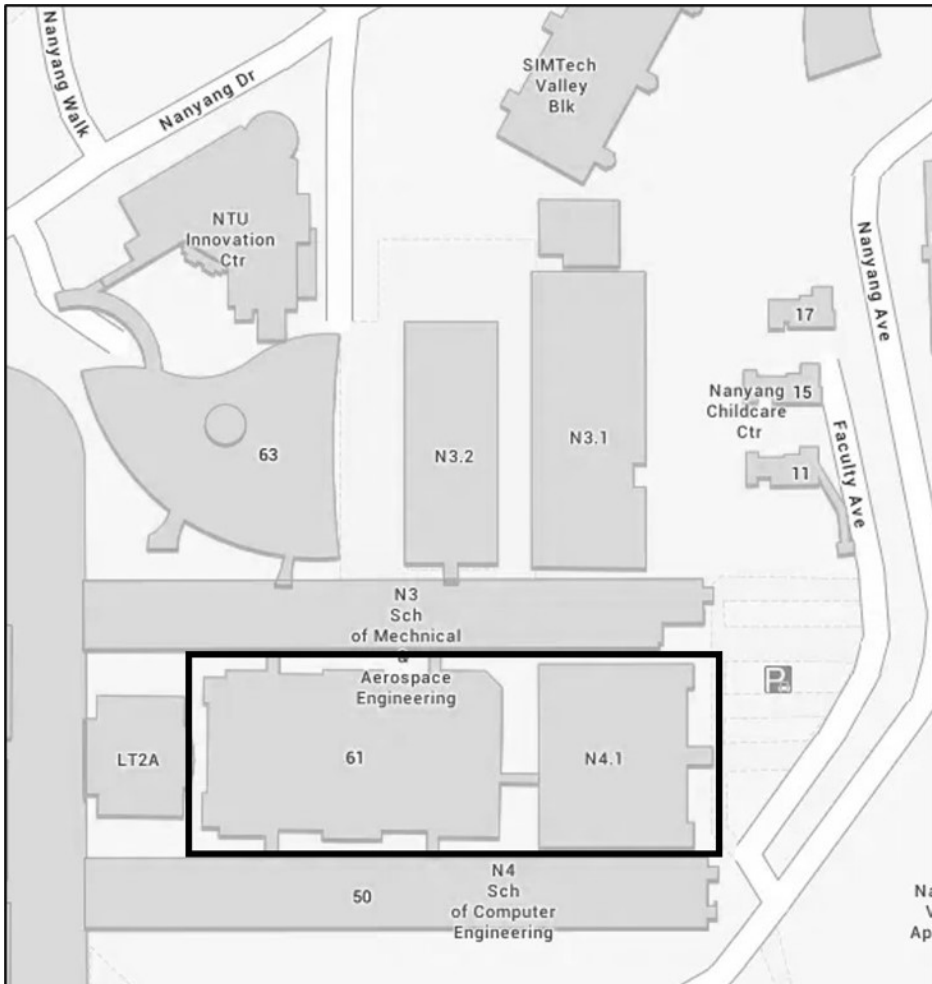 SIMTech
Valley
Blk
Nanyang Walk
Nanyang Dr
NTU
Innovation
Ctr
Nanyang Ave
17
15
Nanyang
Childcare
Ctr
11
Faculty Ave
63
N3.2
N3.1
N3
Sch
of Mechnical
&
Aerospace
Engineering
P
LT2A
61
N4.1
N4
Sch
of Computer
Engineering
50
Na
V
Ap